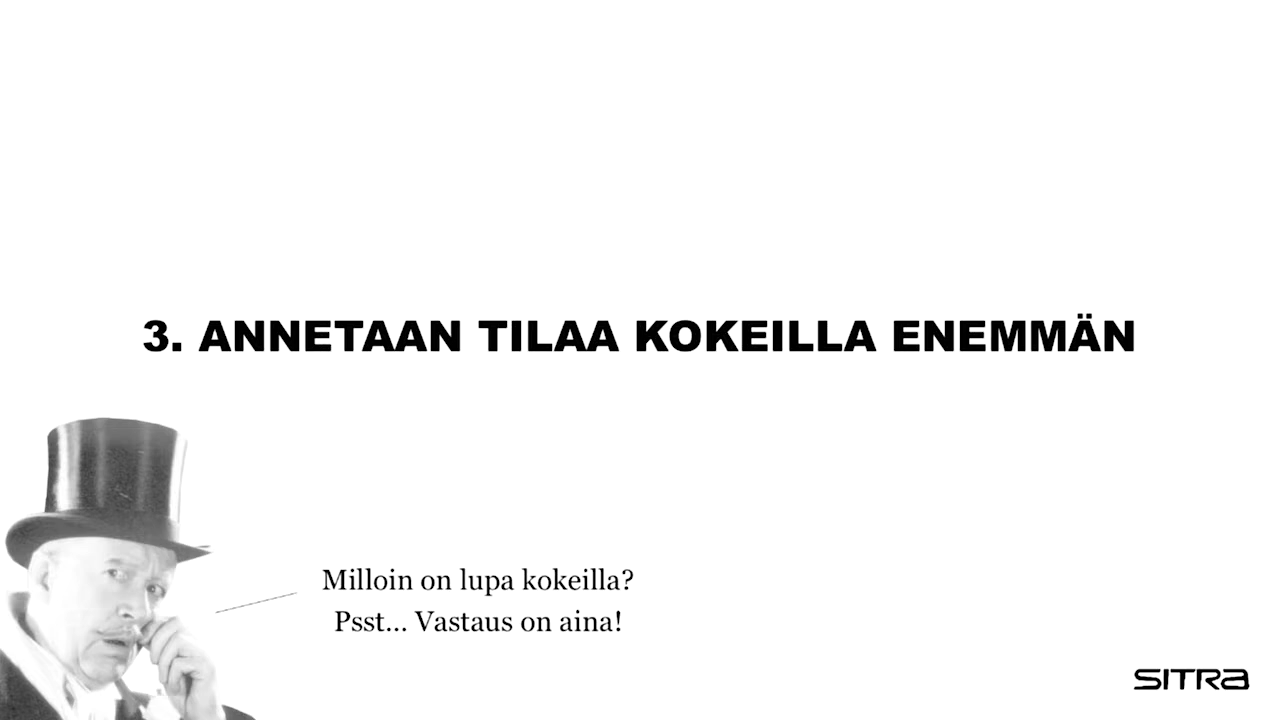 3. ANNETAAN TILAA KOKEILLA ENEMMÄN
Milloin on lupa kokeilla?
Psst... Vastaus on aina!
SITRA